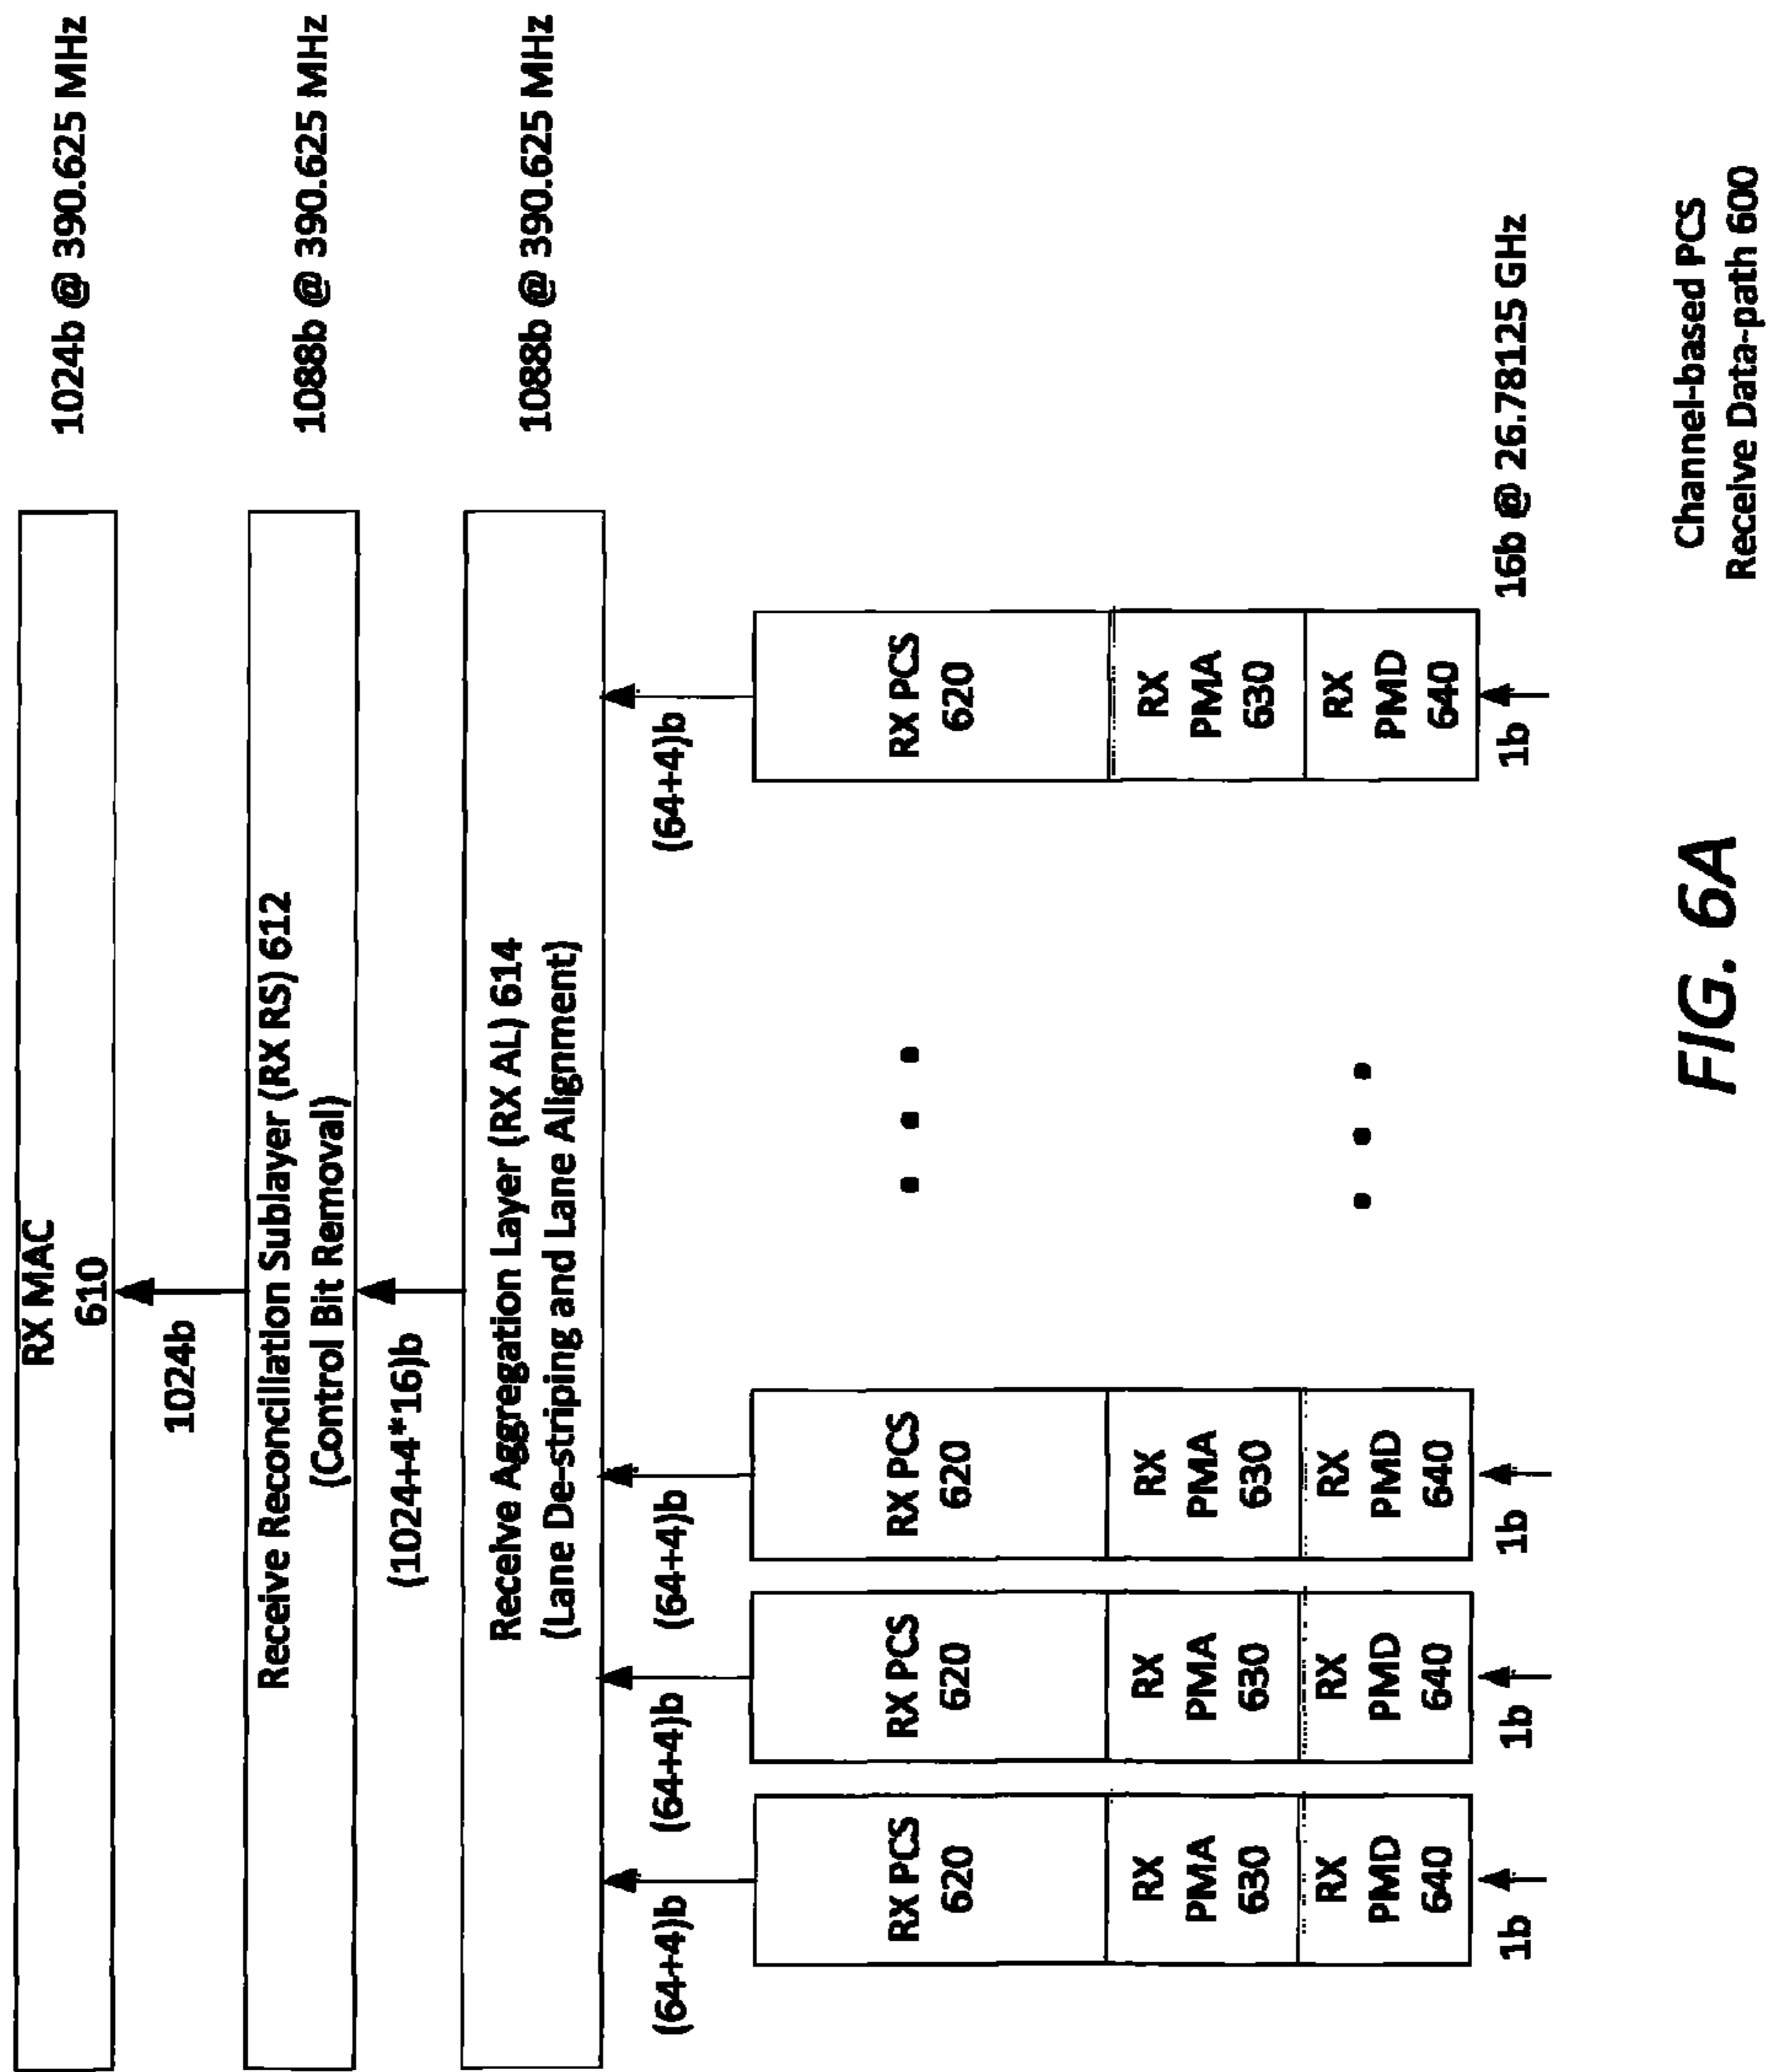 RX MAC
610
1024b @ 390.625 MHz
1024b
Receive Reconciliation Sublayer (RX RS) 612
(Control Bit Removal)
1088b @ 390.625 MHz
(1024+4*16)b
Receive Aggregation Layer (RX AL) 614
(Lane De-striping and Lane Alignment)
1088b @ 390.625 MHz
(64+4)b
(64+4)b
(64+4)b
(64+4)b
RX PCS
620
RX
PMA
630
RX
PMD
640
1b
RX PCS
620
RX
PMA
630
RX
PMD
640
1b
RX PCS
620
RX
PMA
630
RX
PMD
640
1b
RX PCS
620
RX
PMA
630
RX
PMD
640
1b
16b @ 26.78125 GHz
Channel-based PCS
Receive Data-path 600
FIG. 6A